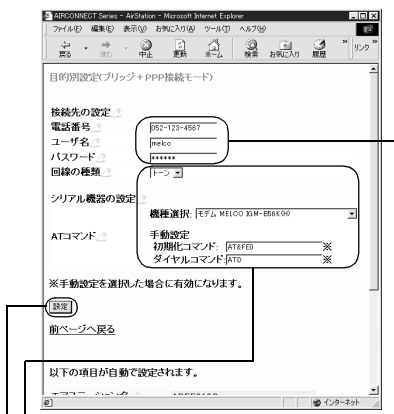 AIRCONNECT Series - AirStation - Microsoft Internet Explorer
ファイル(F) 編集(E) 表示(V) お気に入り(A) ツール(T) ヘルプ(H)
戻る 進む 中止 更新 ホーム 検索 お気に入り 履歴 リンク
目的別設定(ブリッジ+PPP接続モード)
接続先の設定
電話番号 052-123-4567
ユーザ名 melco
パスワード ******
回線の種類 トーン
シリアル機器の設定
機種選択: モデム MELCO IGM-B56K(H)
ATコマンド 手動設定
初期化コマンド: AT&FE0 ※
ダイヤルコマンド: ATD ※
※手動設定を選択した場合に有効になります。
設定
前ページへ戻る
以下の項目が自動で設定されます。
インターネット